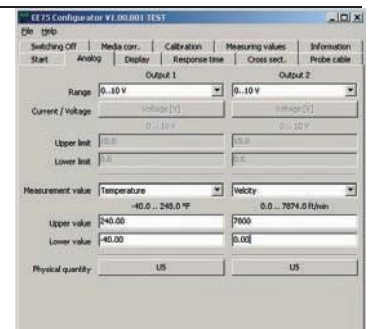 EE75 Configurator V1.00.001 TEST
File Help
Switching Off Media corr. Calibration Measuring values Information
Start Analog Display Response time Cross sect. Probe cable
Output 1 Output 2
Range 0..10 V 0..10 V
Current / Voltage Voltage [V] Voltage [V]
0 .. 10 V 0 .. 10 V
Upper limit 10.0 10.0
Lower limit 0.0 0.0
Measurement value Temperature Velcity
-40.0 ... 248.0 °F 0.0 ... 7874.0 ft/min
Upper value 240.00 7800
Lower value -40.00 0.00
Physical quantity US US